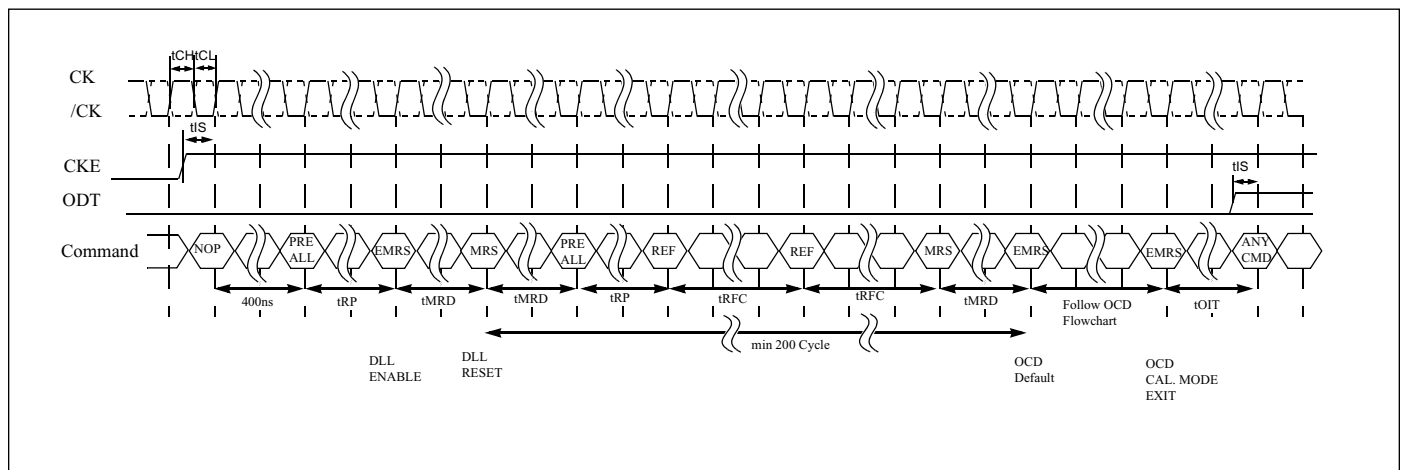 tCH tCL
CK
/CK
tIS
CKE
tIS
ODT
Command
NOP
PRE
ALL
EMRS
MRS
PRE
ALL
REF
REF
MRS
EMRS
EMRS
ANY
CMD
400ns
tRP
tMRD
tMRD
tRP
tRFC
tRFC
tMRD
Follow OCD
Flowchart
tOIT
min 200 Cycle
DLL
ENABLE
DLL
RESET
OCD
Default
OCD
CAL. MODE
EXIT